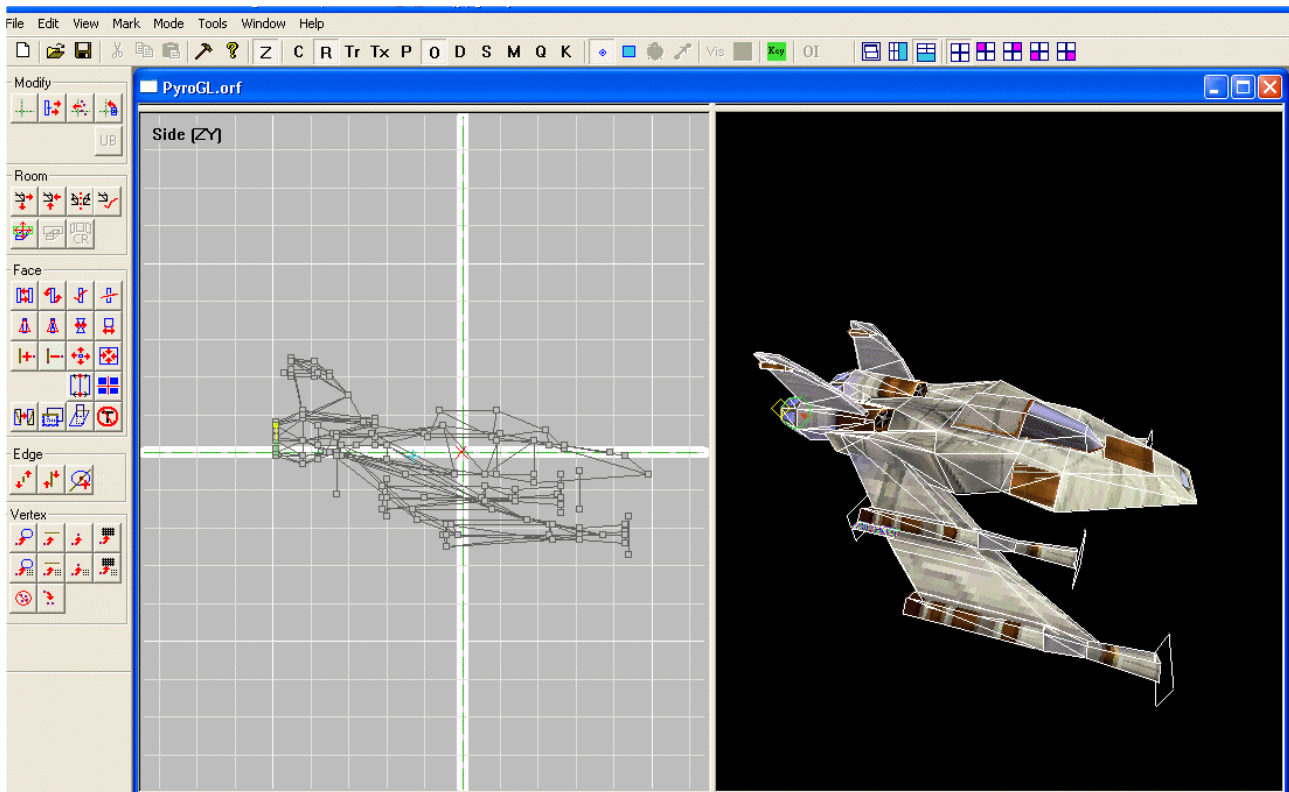 File Edit View Mark Mode Tools Window Help
Z C R Tr Tx P O D S M Q K Vis Key OI
Modify
PyroGL.orf
Side (ZY)
UB
Room
CR
Face
Edge
Vertex